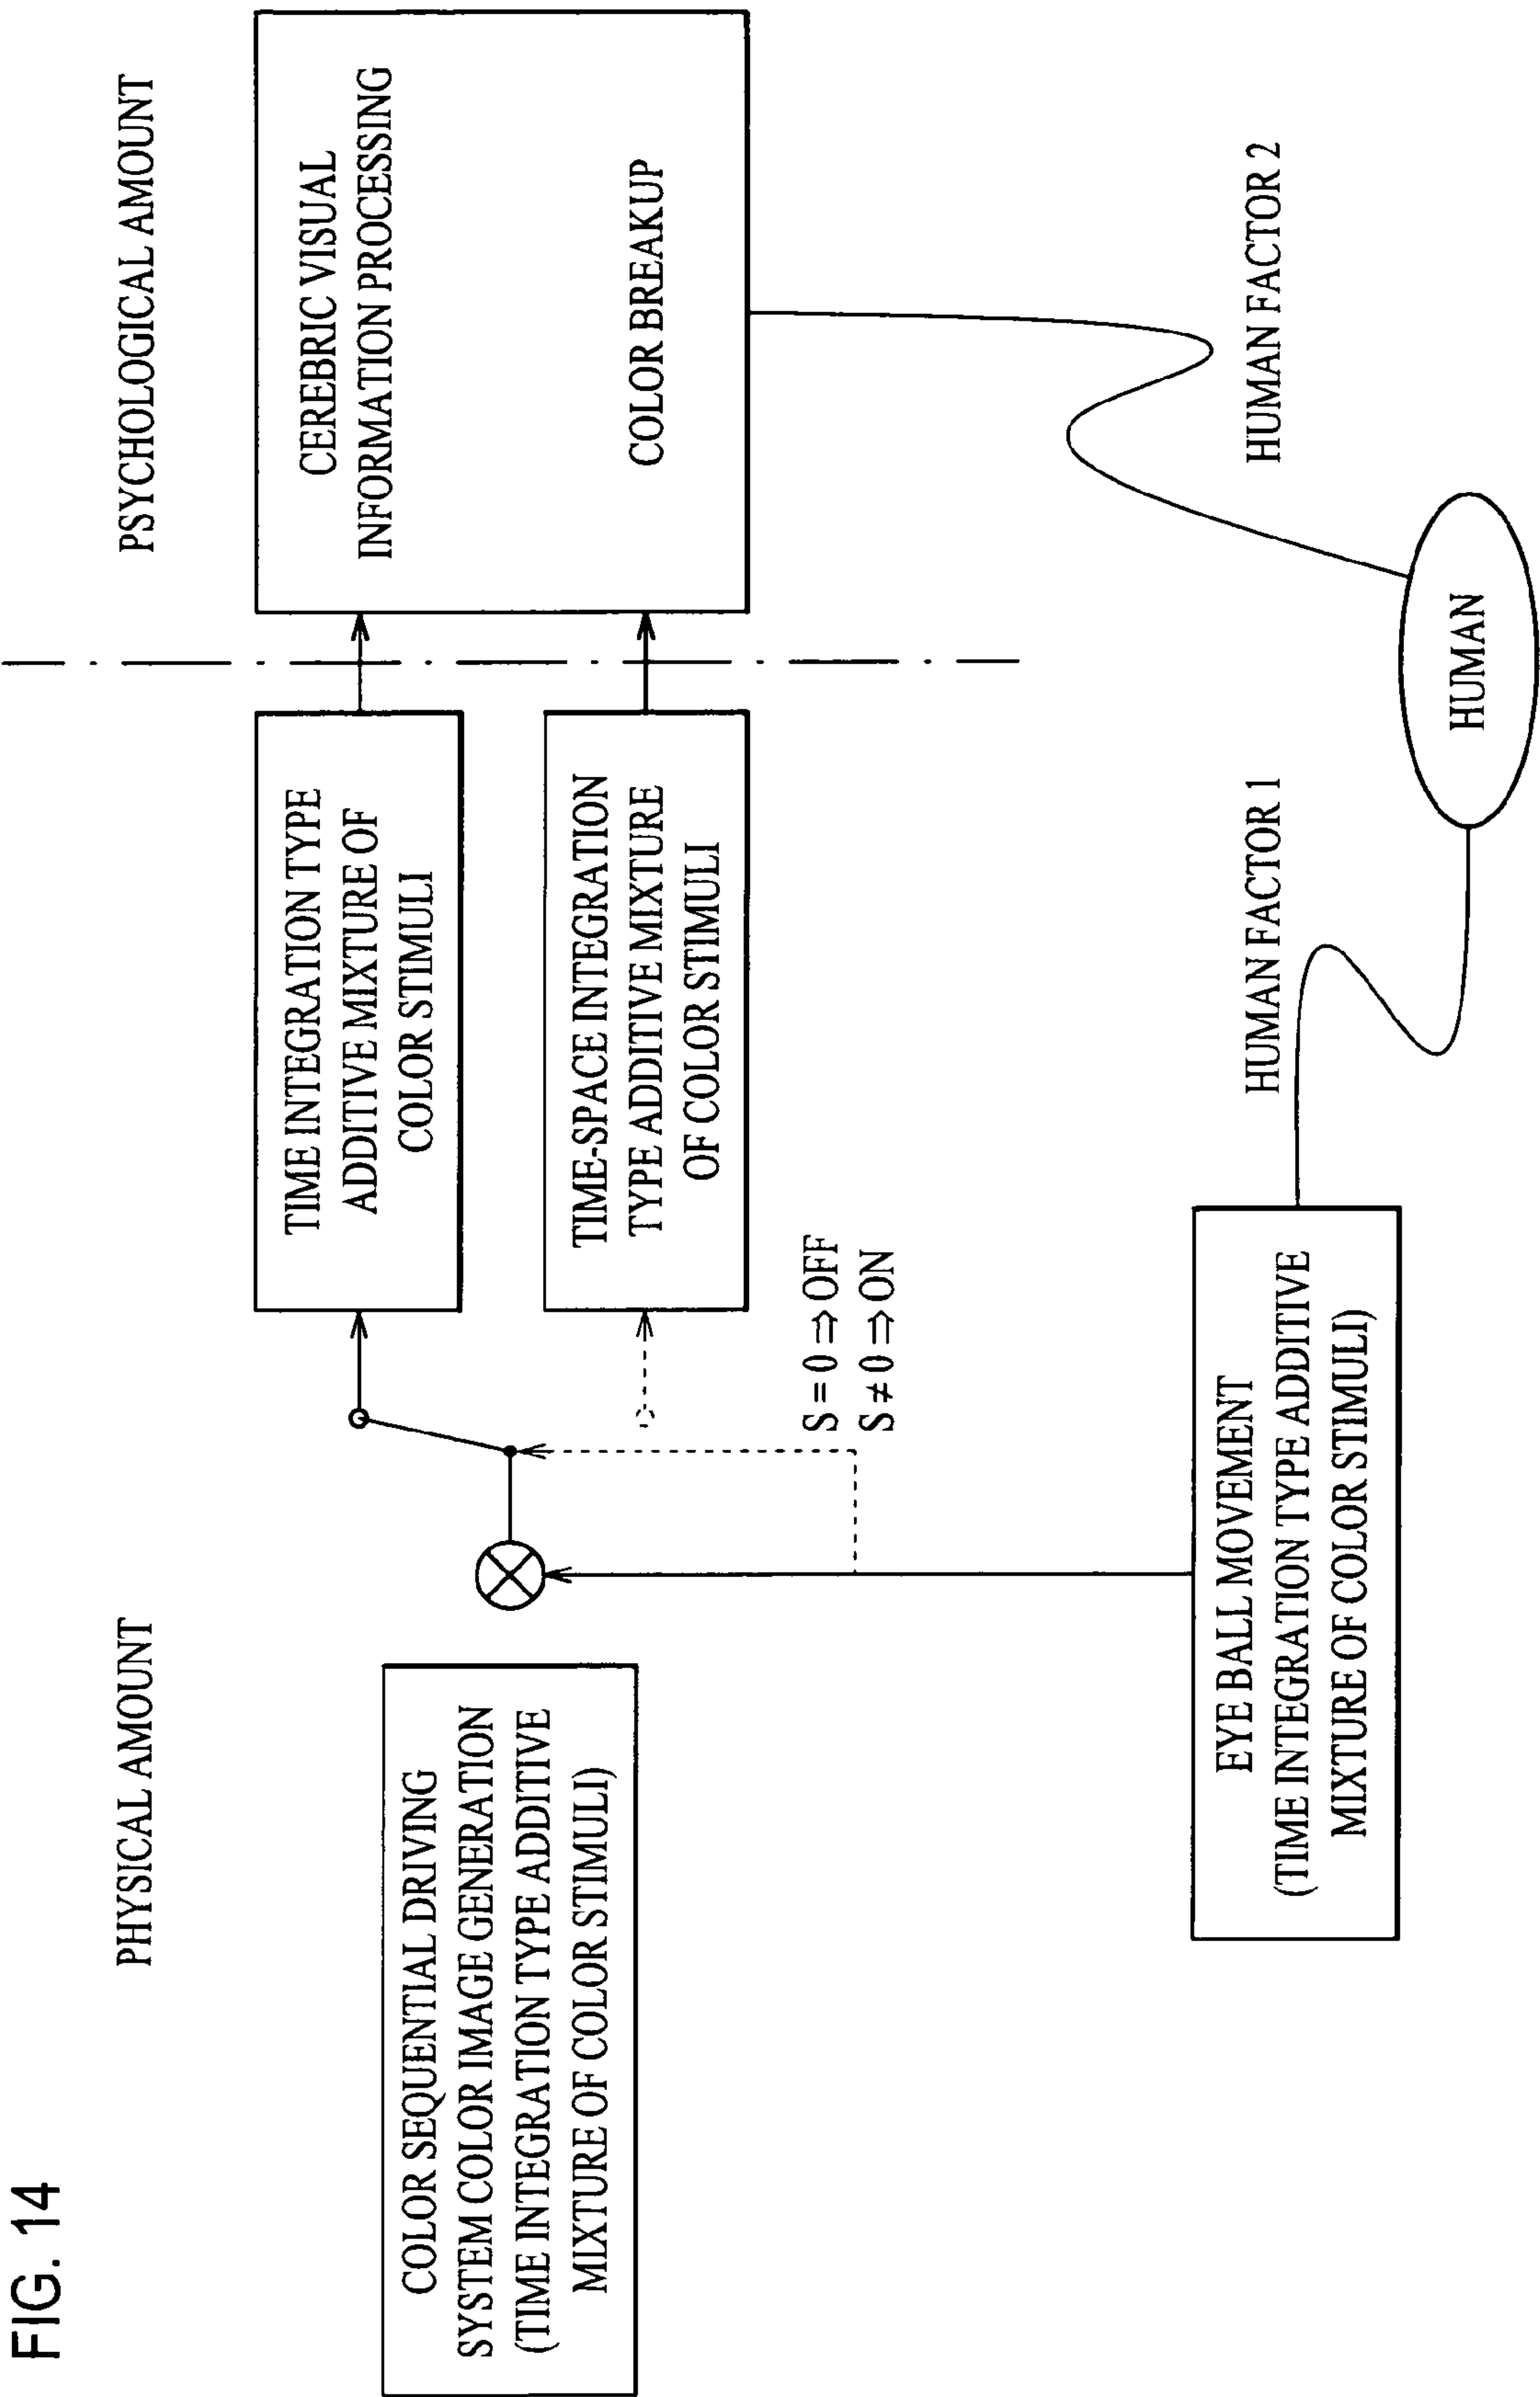 FIG. 14
PHYSICAL AMOUNT
PSYCHOLOGICAL AMOUNT
COLOR SEQUENTIAL DRIVING
SYSTEM COLOR IMAGE GENERATION
(TIME INTEGRATION TYPE ADDITIVE
MIXTURE OF COLOR STIMULI)
TIME INTEGRATION TYPE
ADDITIVE MIXTURE OF
COLOR STIMULI
TIME-SPACE INTEGRATION
TYPE ADDITIVE MIXTURE
OF COLOR STIMULI
CEREBRIC VISUAL
INFORMATION PROCESSING
COLOR BREAKUP
S = 0 ⇒ OFF
S ≠ 0 ⇒ ON
EYE BALL MOVEMENT
(TIME INTEGRATION TYPE ADDITIVE
MIXTURE OF COLOR STIMULI)
HUMAN FACTOR 1
HUMAN FACTOR 2
HUMAN